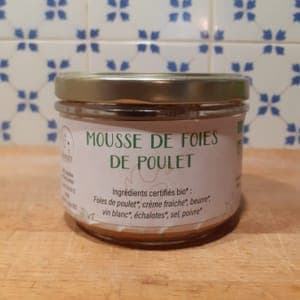 MOUSSE DE FOIES
DE POULET
Ingrédients certifiés bio* :
Foies de poulet*, crème fraîche*, beurre*,
vin blanc*, échalotes*, sel, poivre*